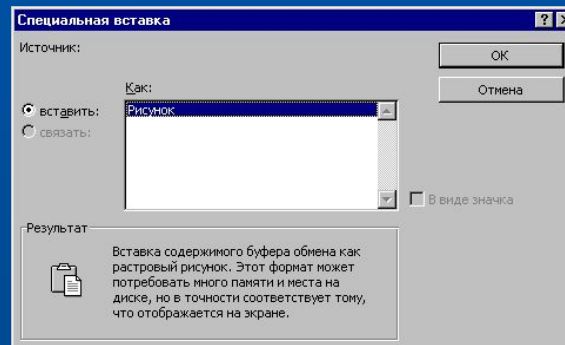 Специальная вставка
Источник:
ОК
Как:
Отмена
вставить:
Рисунок
связать:
В виде значка
Результат
Вставка содержимого буфера обмена как
растровый рисунок. Этот формат может
потребовать много памяти и места на
диске, но в точности соответствует тому,
что отображается на экране.